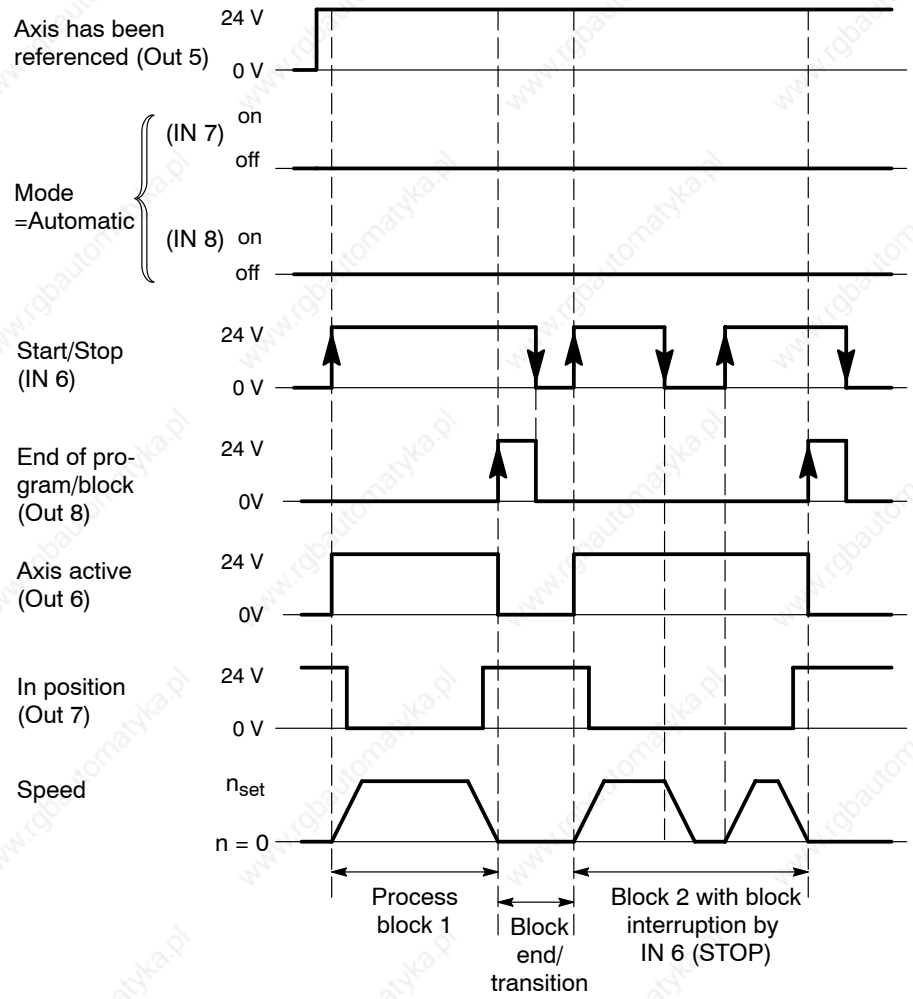 Axis has been
referenced (Out 5)
24 V
0 V
Mode
=Automatic
(IN 7)
on
off
(IN 8)
on
off
Start/Stop
(IN 6)
24 V
0 V
End of pro-
gram/block
(Out 8)
24 V
0V
Axis active
(Out 6)
24 V
0V
In position
(Out 7)
24 V
0 V
Speed
nset
n = 0
Process
block 1
Block
end/
transition
Block 2 with block
interruption by
IN 6 (STOP)
www.rgbautomatyka.pl